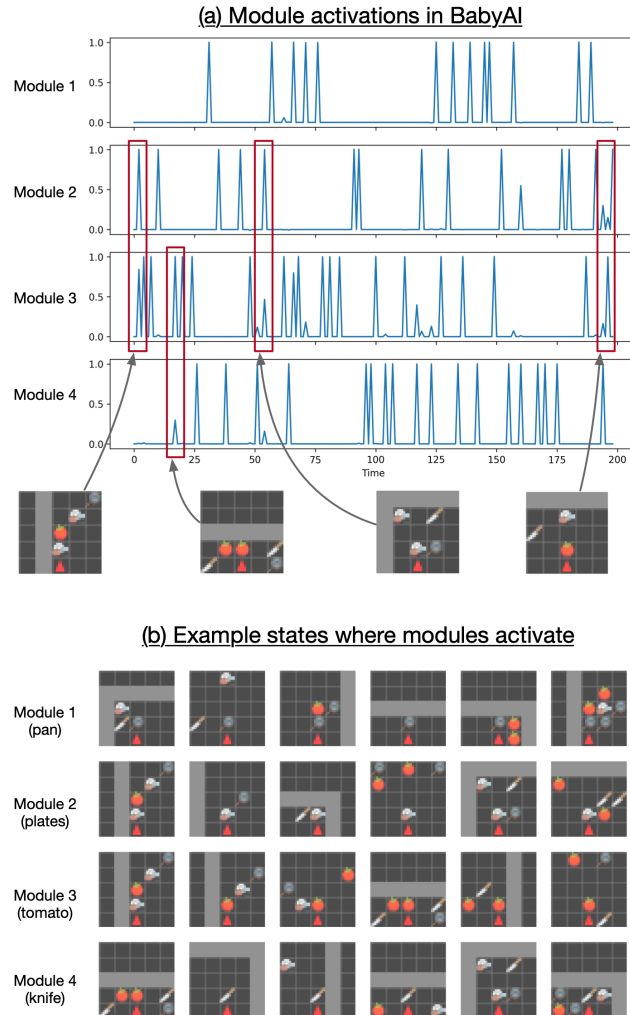 (a) Module activations in BabyAI
1.0
Module 1
0.5
0.0
1.0
Module 2
0.5
0.0
1.0
Module 3
0.5
0.0
1.0
Module 4
0.5
0.0
0 25 50 75 100 125 150 175 200
Time
(b) Example states where modules activate
Module 1
(pan)
Module 2
(plates)
Module 3
(tomato)
Module 4
(knife)